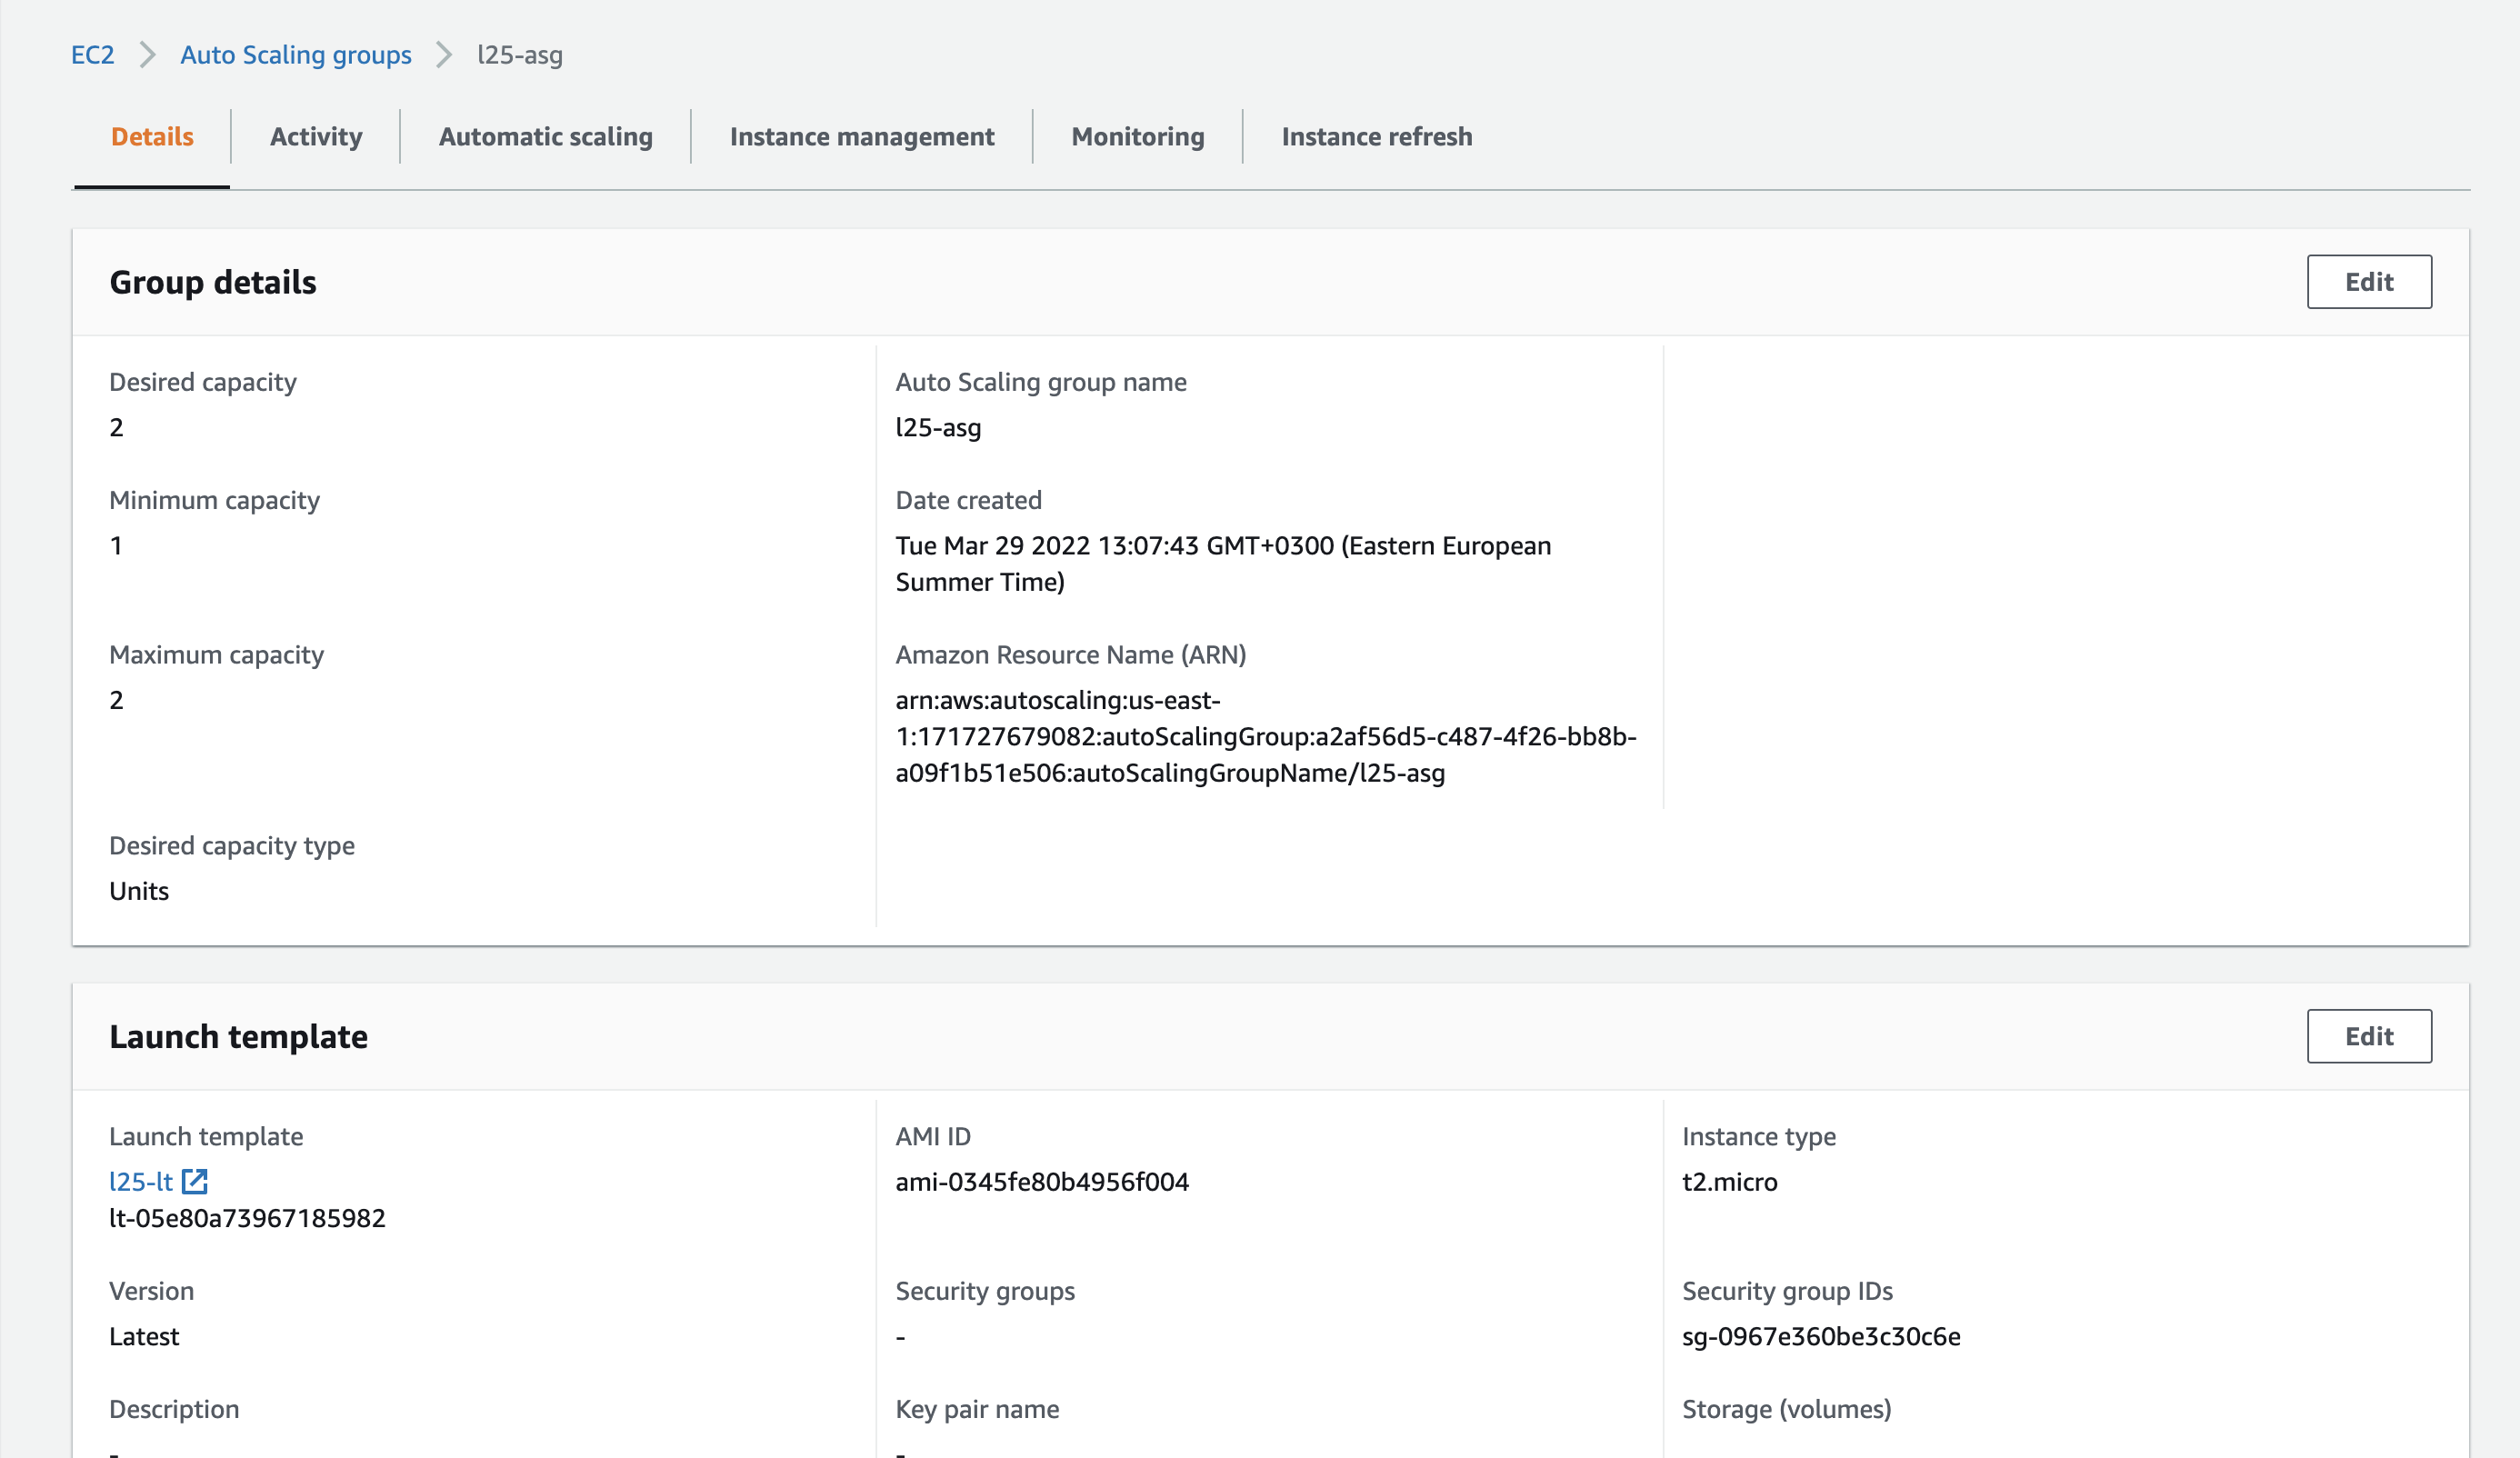 EC2 > Auto Scaling groups > l25-asg
Details Activity Automatic scaling Instance management Monitoring Instance refresh
Group details
Edit
Desired capacity
2
Auto Scaling group name
l25-asg
Minimum capacity
1
Date created
Tue Mar 29 2022 13:07:43 GMT+0300 (Eastern European
Summer Time)
Maximum capacity
2
Amazon Resource Name (ARN)
arn:aws:autoscaling:us-east-
1:171727679082:autoScalingGroup:a2af56d5-c487-4f26-bb8b-
a09f1b51e506:autoScalingGroupName/l25-asg
Desired capacity type
Units
Launch template
Edit
Launch template
l25-lt
lt-05e80a73967185982
AMI ID
ami-0345fe80b4956f004
Instance type
t2.micro
Version
Latest
Security groups
-
Security group IDs
sg-0967e360be3c30c6e
Description
-
Key pair name
-
Storage (volumes)